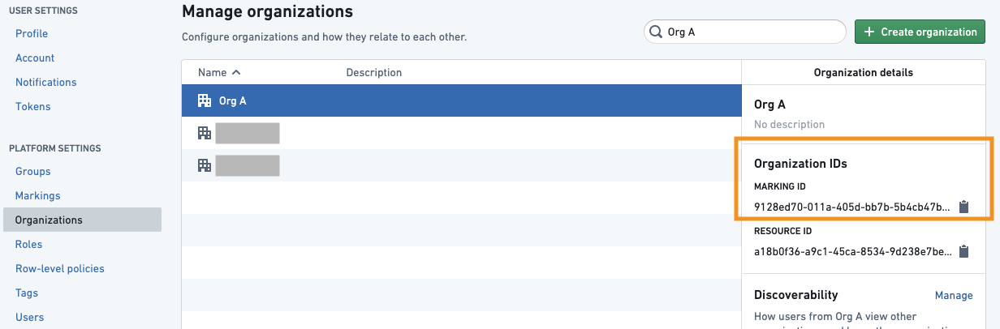 USER SETTINGS
Profile
Account
Notifications
Tokens
PLATFORM SETTINGS
Groups
Markings
Organizations
Roles
Row-level policies
Tags
Users
Manage organizations
Configure organizations and how they relate to each other.
Org A
+ Create organization
Name
Description
Org A
Organization details
Org A
No description
Organization IDs
MARKING ID
9128ed70-011a-405d-bb7b-5b4cb47b...
RESOURCE ID
a18b0f36-a9c1-45ca-8534-9d238e7be...
Discoverability
Manage
How users from Org A view other